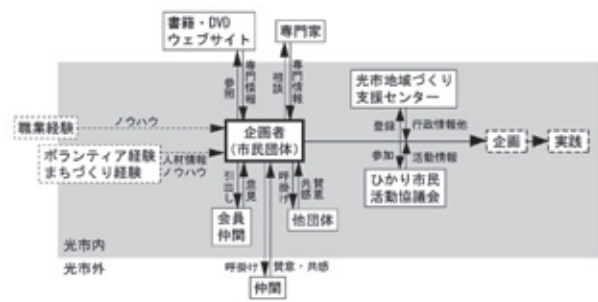 書籍・DVD
ウェブサイト
専門家
参照
専門情報
相談
専門情報
光市地域づくり
支援センター
職業経験
ノウハウ
企画者
(市民団体)
登録
行政情報他
企画
実践
ボランティア経験
まちづくり経験
人材情報
ノウハウ
参加
活動情報
引出し
意見
呼掛け
共感
賛意
ひかり市民
活動協議会
会員
仲間
他団体
光市内
光市外
呼掛け
賛意・共感
仲間